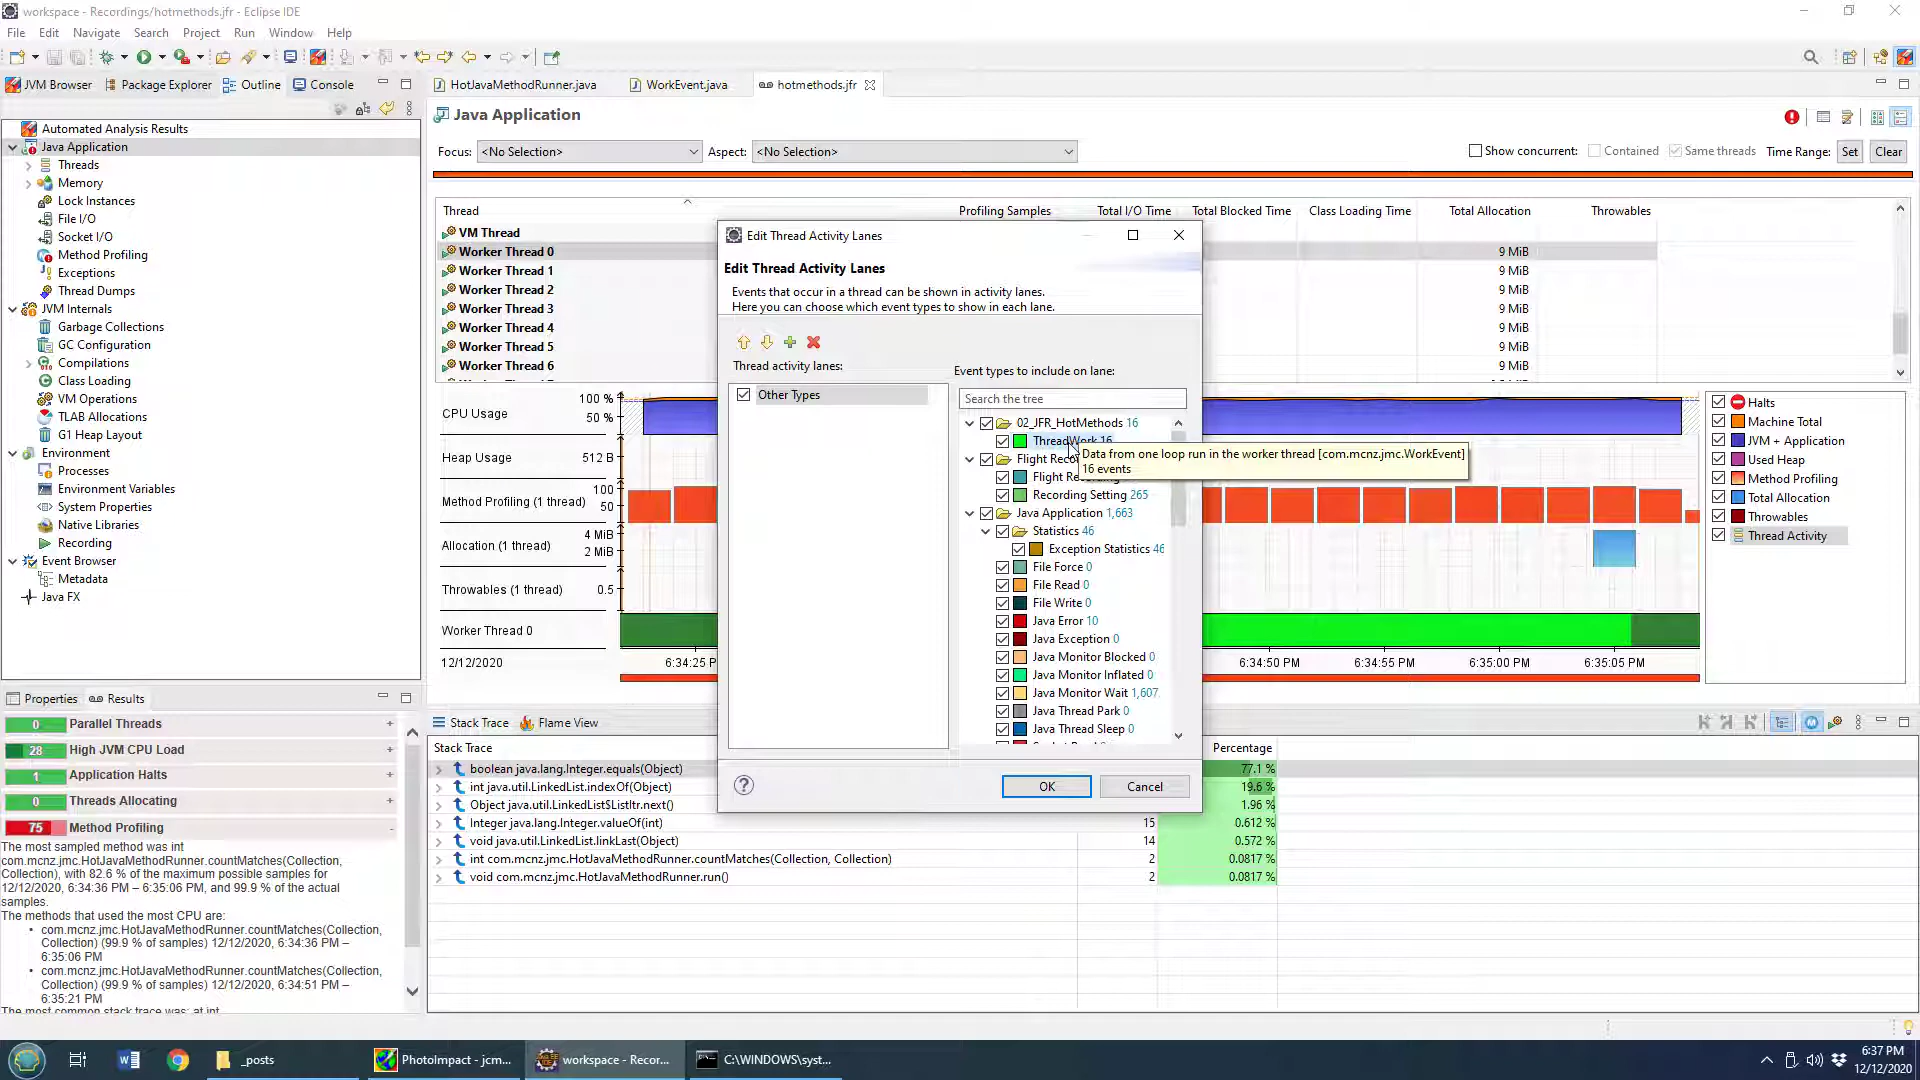 workspace - Recordings/hotmethods.jfr - Eclipse IDE
File Edit Navigate Search Project Run Window Help
JVM Browser Package Explorer Outline Console
Automated Analysis Results
Java Application
Threads
Memory
Lock Instances
File I/O
Socket I/O
Method Profiling
Exceptions
Thread Dumps
JVM Internals
Garbage Collections
GC Configuration
Compilations
Class Loading
VM Operations
TLAB Allocations
G1 Heap Layout
Environment
Processes
Environment Variables
System Properties
Native Libraries
Recording
Event Browser
Metadata
Java FX
Properties Results
0 Parallel Threads +
28 High JVM CPU Load +
1 Application Halts +
0 Threads Allocating +
75 Method Profiling -
The most sampled method was int
com.mcnz.jmc.HotJavaMethodRunner.countMatches(Collection,
Collection), with 82.6 % of the maximum possible samples for
12/12/2020, 6:34:36 PM – 6:35:06 PM, and 99.9 % of the actual
samples.
The methods that used the most CPU are:
• com.mcnz.jmc.HotJavaMethodRunner.countMatches(Collection,
Collection) (99.9 % of samples) 12/12/2020, 6:34:36 PM –
6:35:06 PM
• com.mcnz.jmc.HotJavaMethodRunner.countMatches(Collection,
Collection) (99.9 % of samples) 12/12/2020, 6:34:51 PM –
6:35:21 PM
The most common stack trace was: at int
HotJavaMethodRunner.java WorkEvent.java hotmethods.jfr
Java Application
Focus: <No Selection> Aspect: <No Selection> Show concurrent: Contained Same threads Time Range: Set Clear
Thread Profiling Samples Total I/O Time Total Blocked Time Class Loading Time Total Allocation Throwables
VM Thread
Worker Thread 0 9 MiB
Worker Thread 1 9 MiB
Worker Thread 2 9 MiB
Worker Thread 3 9 MiB
Worker Thread 4 9 MiB
Worker Thread 5 9 MiB
Worker Thread 6 9 MiB
CPU Usage 100 % 50 %
Heap Usage 512 B
Method Profiling (1 thread) 100 50
Allocation (1 thread) 4 MiB 2 MiB
Throwables (1 thread) 0.5
Worker Thread 0
12/12/2020 6:34:25 P 6:34:50 PM 6:34:55 PM 6:35:00 PM 6:35:05 PM
Halts
Machine Total
JVM + Application
Used Heap
Method Profiling
Total Allocation
Throwables
Thread Activity
Edit Thread Activity Lanes
Edit Thread Activity Lanes
Events that occur in a thread can be shown in activity lanes.
Here you can choose which event types to show in each lane.
Thread activity lanes:
Other Types
Event types to include on lane:
Search the tree
02_JFR_HotMethods 16
ThreadWork 16
Data from one loop run in the worker thread [com.mcnz.jmc.WorkEvent]
16 events
Flight Reco
Flight Recording
Recording Setting 265
Java Application 1,663
Statistics 46
Exception Statistics 46
File Force 0
File Read 0
File Write 0
Java Error 10
Java Exception 0
Java Monitor Blocked 0
Java Monitor Inflated 0
Java Monitor Wait 1,607
Java Thread Park 0
Java Thread Sleep 0
OK Cancel
Stack Trace Flame View
Stack Trace Percentage
boolean java.lang.Integer.equals(Object) 77.1 %
int java.util.LinkedList.indexOf(Object) 19.6 %
Object java.util.LinkedList$ListItr.next() 1.96 %
Integer java.lang.Integer.valueOf(int) 15 0.612 %
void java.util.LinkedList.linkLast(Object) 14 0.572 %
int com.mcnz.jmc.HotJavaMethodRunner.countMatches(Collection, Collection) 2 0.0817 %
void com.mcnz.jmc.HotJavaMethodRunner.run() 2 0.0817 %
_posts PhotoImpact - jcm... workspace - Recor... C:\WINDOWS\syst...
6:37 PM
12/12/2020